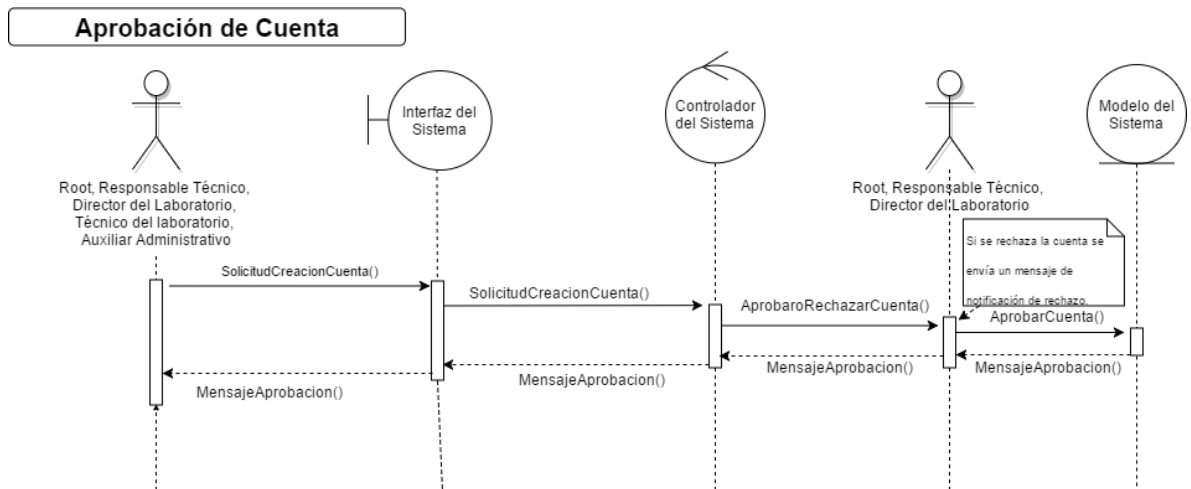 Aprobación de Cuenta
Interfaz del
Sistema
Controlador
del Sistema
Modelo del
Sistema
Root, Responsable Técnico,
Director del Laboratorio,
Técnico del laboratorio,
Auxiliar Administrativo
Root, Responsable Técnico,
Director del Laboratorio
Si se rechaza la cuenta se
envía un mensaje de
notificación de rechazo.
SolicitudCreacionCuenta()
SolicitudCreacionCuenta()
AprobaroRechazarCuenta()
AprobarCuenta()
MensajeAprobacion()
MensajeAprobacion()
MensajeAprobacion()
MensajeAprobacion()